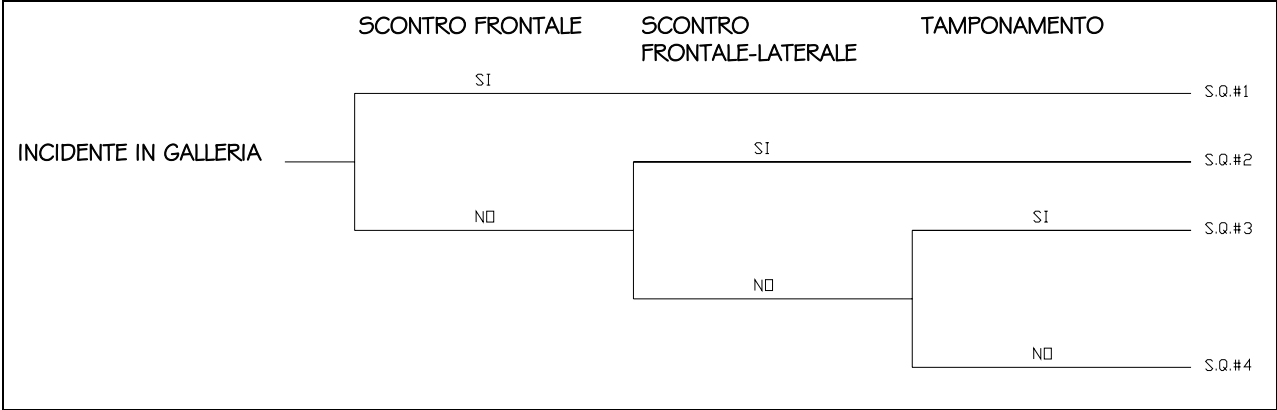 SCONTRO FRONTALE
SCONTRO
FRONTALE-LATERALE
TAMPONAMENTO
SI
S.Q.#1
INCIDENTE IN GALLERIA
SI
S.Q.#2
NO
SI
S.Q.#3
NO
NO
S.Q.#4